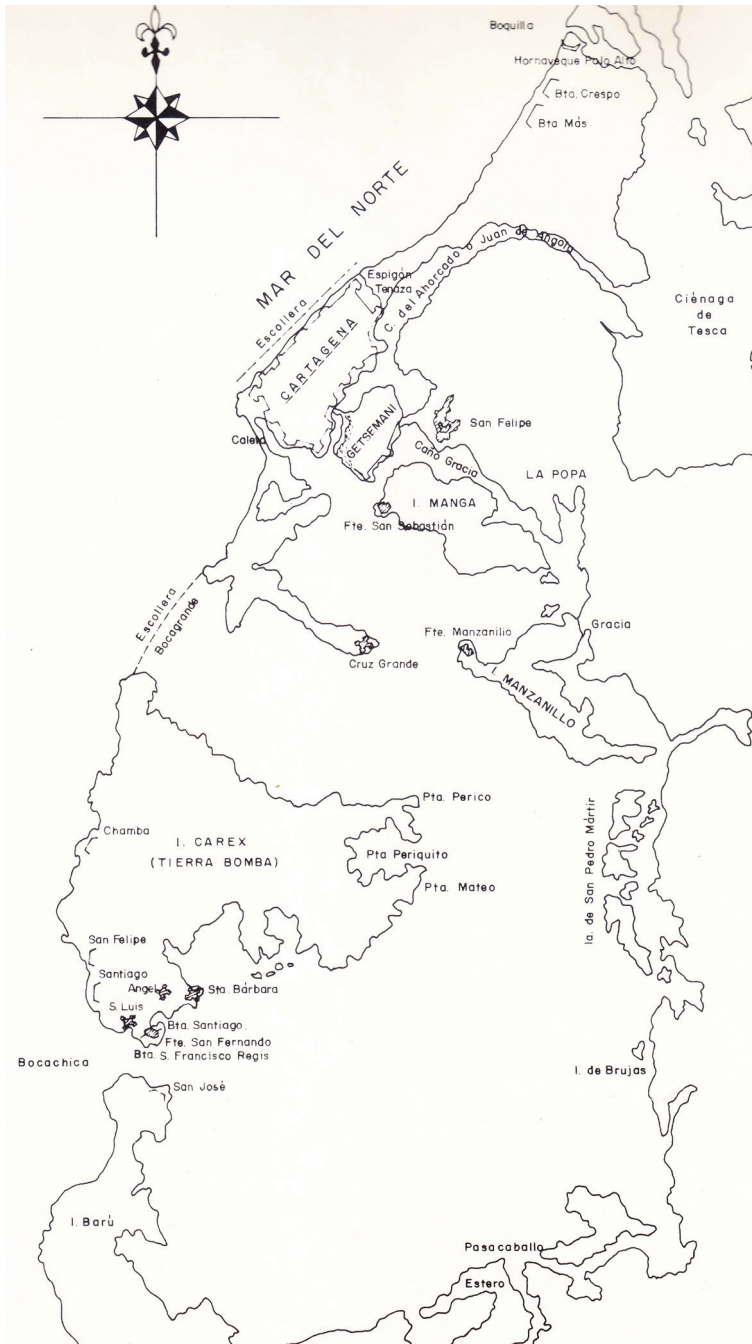 Boquilla
Hornaveque Palo Alto
Bta. Crespo
Bta Más
MAR DEL NORTE
Escollera
Espigón
Tenaza
C. del Ahorcado o Juan de Angola
Ciénaga
de
Tesca
CARTAGENA
GETSEMANI
San Felipe
Caleta
Caño Gracia
LA POPA
I. MANGA
Fte. San Sebastián
Escollera
Bocagrande
Cruz Grande
Fte. Manzanillo
Gracia
I. MANZANILLO
Pta. Perico
Chamba
I. CAREX
(TIERRA BOMBA)
Pta Periquito
Pta. Mateo
Ia. de San Pedro Mártir
San Felipe
Santiago
Angel
Sta. Bárbara
S. Luis
Bta. Santiago.
Fte. San Fernando
Bta. S. Francisco Regis
Bocachica
San José
I. de Brujas
I. Barú
Pasacaballo
Estero